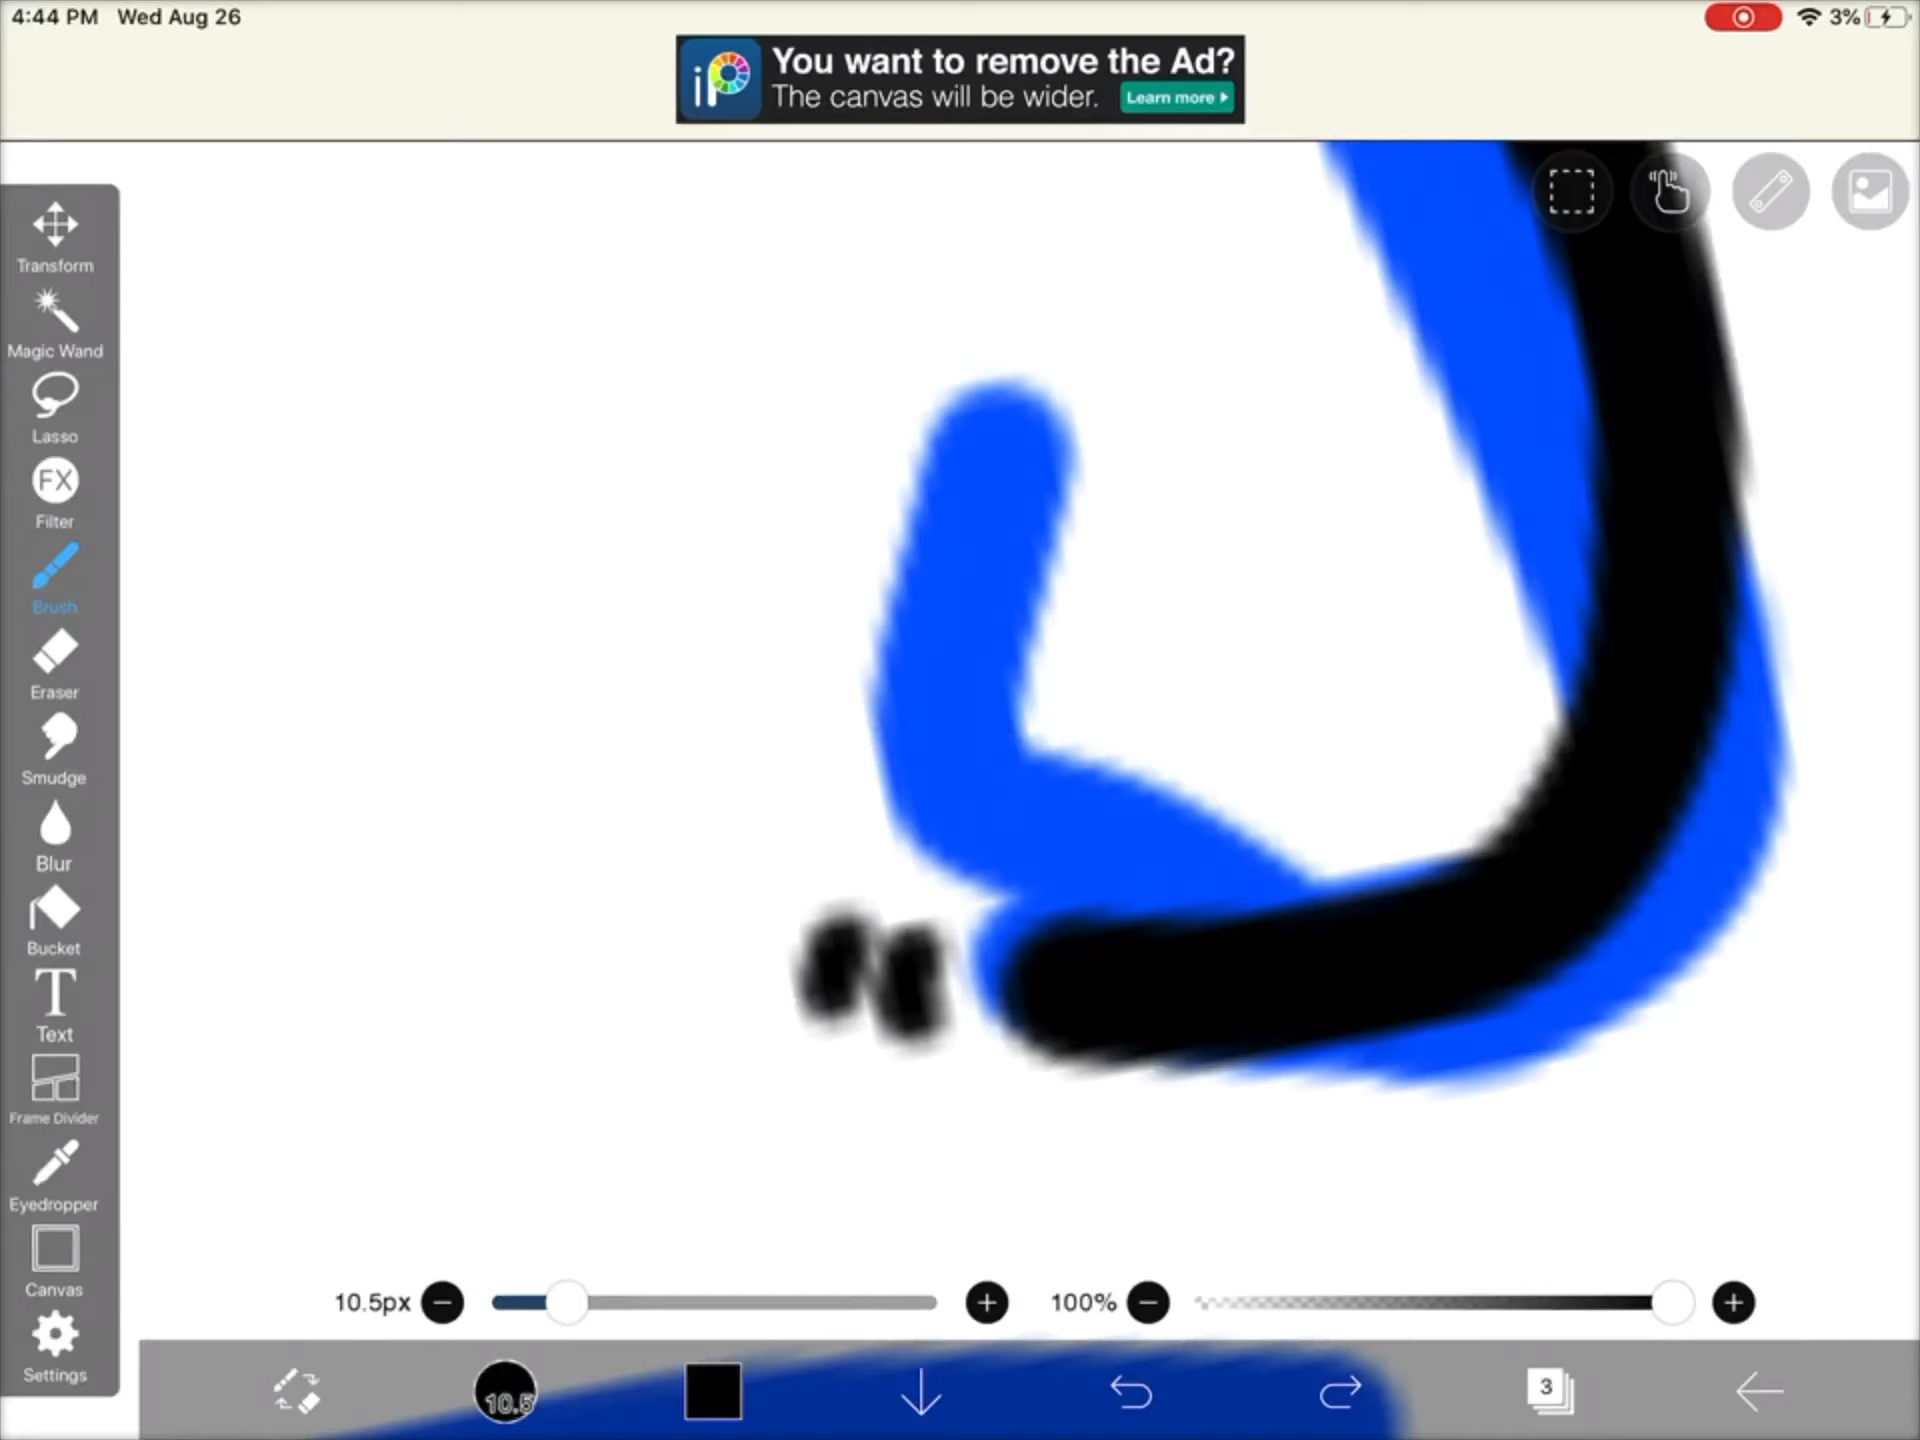 4:44 PM Wed Aug 26
3%
iP
You want to remove the Ad?
The canvas will be wider.
Learn more
Transform
Magic Wand
Lasso
FX
Filter
Brush
Eraser
Smudge
Blur
Bucket
T
Text
Frame Divider
Eyedropper
Canvas
Settings
10.5px
100%
10.5
3